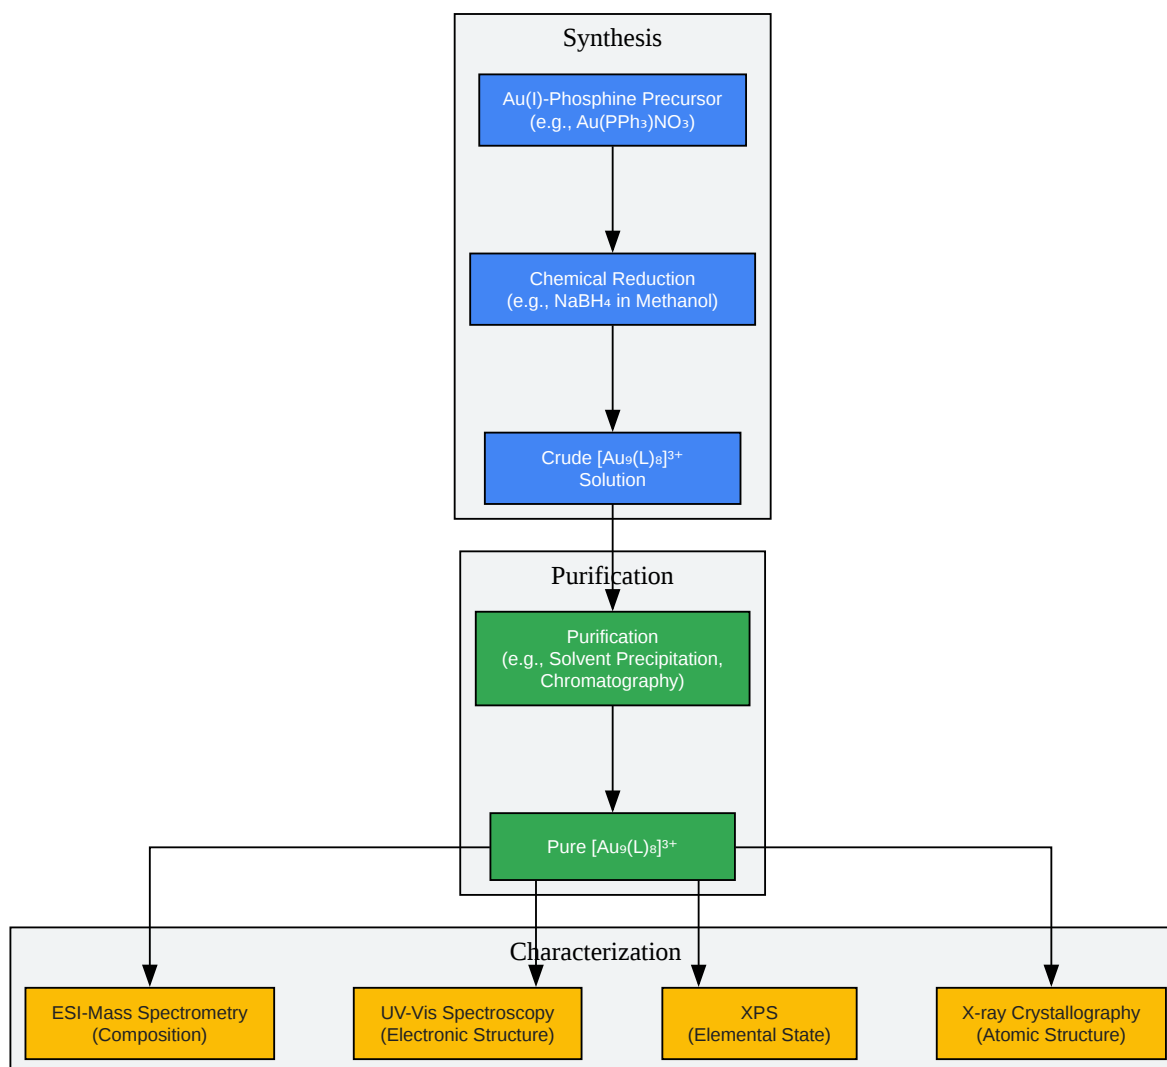 Synthesis
Au(I)-Phosphine Precursor
(e.g., Au(PPh₃)NO₃)
Chemical Reduction
(e.g., NaBH₄ in Methanol)
Crude [Au₉(L)₈]³⁺
Solution
Purification
Purification
(e.g., Solvent Precipitation,
Chromatography)
Pure [Au₉(L)₈]³⁺
Characterization
ESI-Mass Spectrometry
(Composition)
UV-Vis Spectroscopy
(Electronic Structure)
XPS
(Elemental State)
X-ray Crystallography
(Atomic Structure)